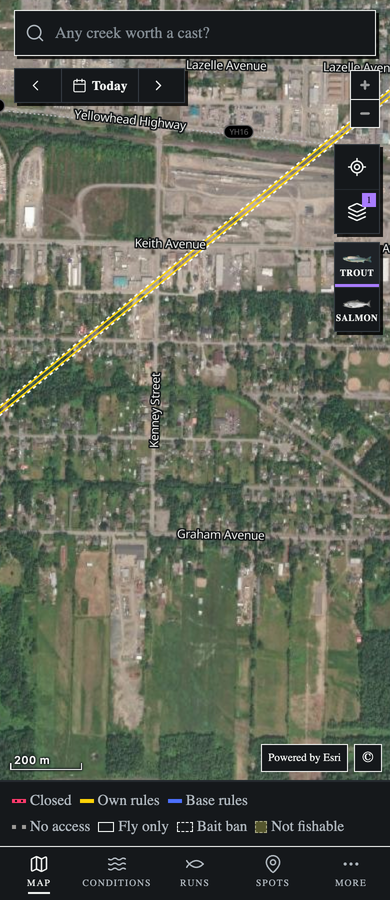 Any creek worth a cast?
Today
Lazelle Avenue
Lazelle Aven
Yellowhead Highway
YH16
+
−
1
Keith Avenue
A
TROUT
SALMON
Kenney Street
Graham Avenue
200 m
Powered by Esri
©
Closed Own rules Base rules
No access Fly only Bait ban Not fishable
MAP CONDITIONS RUNS SPOTS MORE